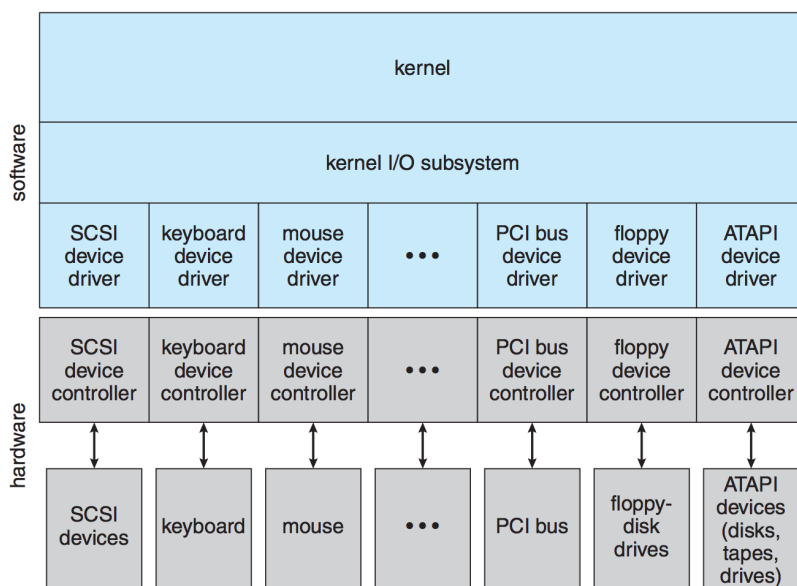 software
kernel
kernel I/O subsystem
SCSI
device
driver
keyboard
device
driver
mouse
device
driver
•••
PCI bus
device
driver
floppy
device
driver
ATAPI
device
driver
hardware
SCSI
device
controller
keyboard
device
controller
mouse
device
controller
•••
PCI bus
device
controller
floppy
device
controller
ATAPI
device
controller
SCSI
devices
keyboard
mouse
•••
PCI bus
floppy-
disk
drives
ATAPI
devices
(disks,
tapes,
drives)